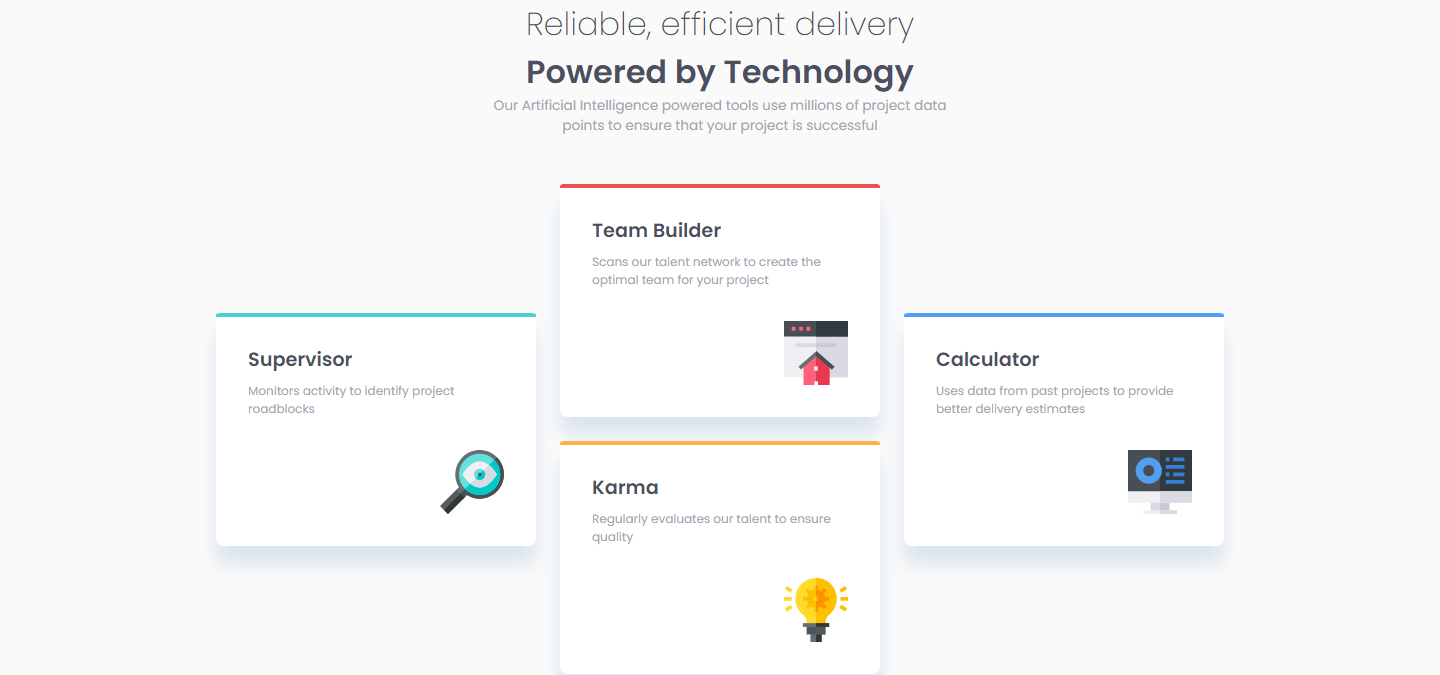 Reliable, efficient delivery
Powered by Technology
Our Artificial Intelligence powered tools use millions of project data
points to ensure that your project is successful
Supervisor
Monitors activity to identify project
roadblocks
Team Builder
Scans our talent network to create the
optimal team for your project
Karma
Regularly evaluates our talent to ensure
quality
Calculator
Uses data from past projects to provide
better delivery estimates